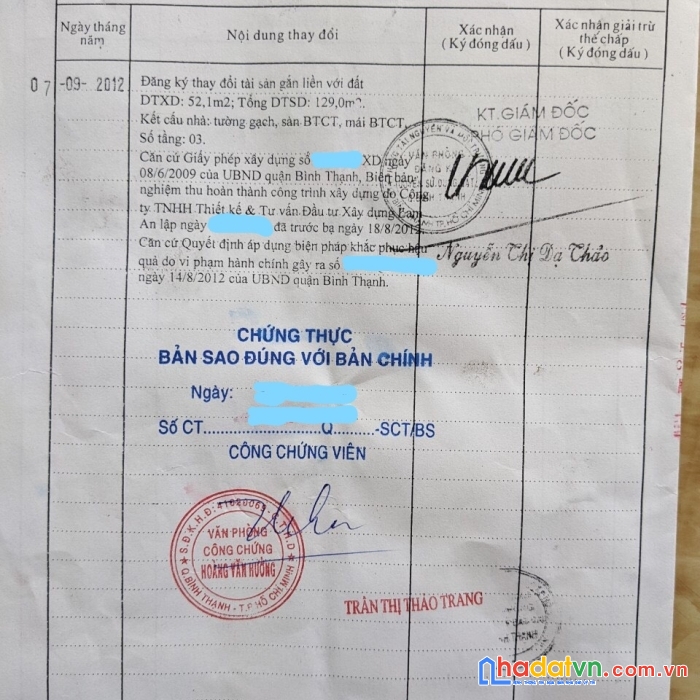 Ngày tháng năm
Nội dung thay đổi
Xác nhận
( Ký đóng dấu)
Xác nhận giải trừ thế chấp
( Ký đóng dấu)
07 -09- 2012
Đăng ký thay đổi tài sản gắn liền với đất
DTXD: 52,1m2; Tổng DTSD: 129,0m2.
Kết cấu nhà: tường gạch, sàn BTCT, mái BTCT,
Số tầng: 03.
Căn cứ Giấy phép xây dựng số XD ngày
08/6/2009 của UBND quận Bình Thạnh, Biên bản
nghiệm thu hoàn thành công trình xây dựng do Công
ty TNHH Thiết kế & Tư vấn Đầu tư Xây dựng
An lập ngày đã trước bạ ngày 18/8/2012.
Căn cứ Quyết định áp dụng biện pháp khắc phục hậu
quả do vi phạm hành chính gây ra số
ngày 14/8/2012 của UBND quận Bình Thạnh.
KT.GIÁM ĐỐC
PHÓ GIÁM ĐỐC
Nguyễn Thị Dạ Thảo
CHỨNG THỰC
BẢN SAO ĐÚNG VỚI BẢN CHÍNH
Ngày:
Số CT.......................Q........-SCT/BS
CÔNG CHỨNG VIÊN
VĂN PHÒNG
CÔNG CHỨNG
HOÀNG VĂN HƯỚNG
Q.BÌNH THẠNH - T.P HỒ CHÍ MINH
TRẦN THỊ THẢO TRANG
nhadatvn.com.vn